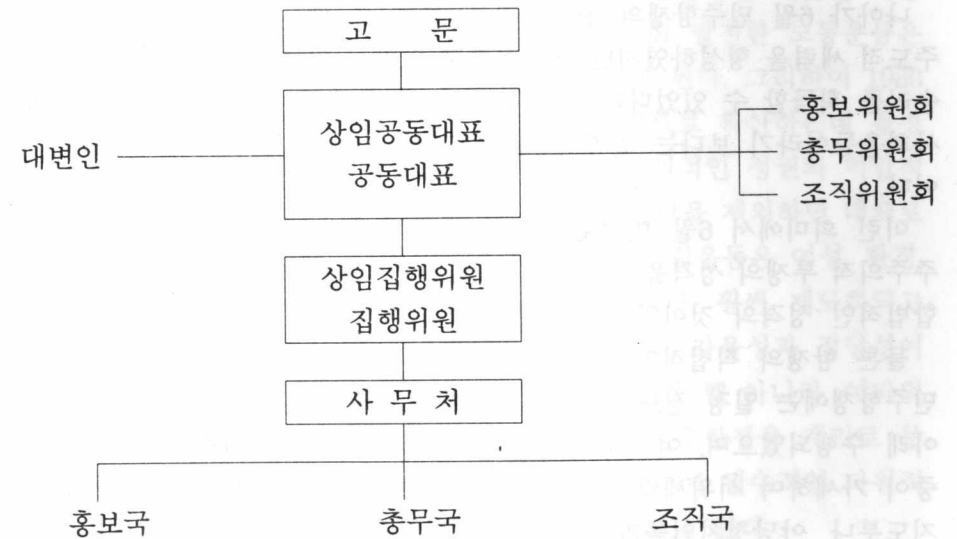 고 문
상임공동대표
공동대표
대변인
홍보위원회
총무위원회
조직위원회
상임집행위원
집행위원
사 무 처
홍보국 총무국 조직국